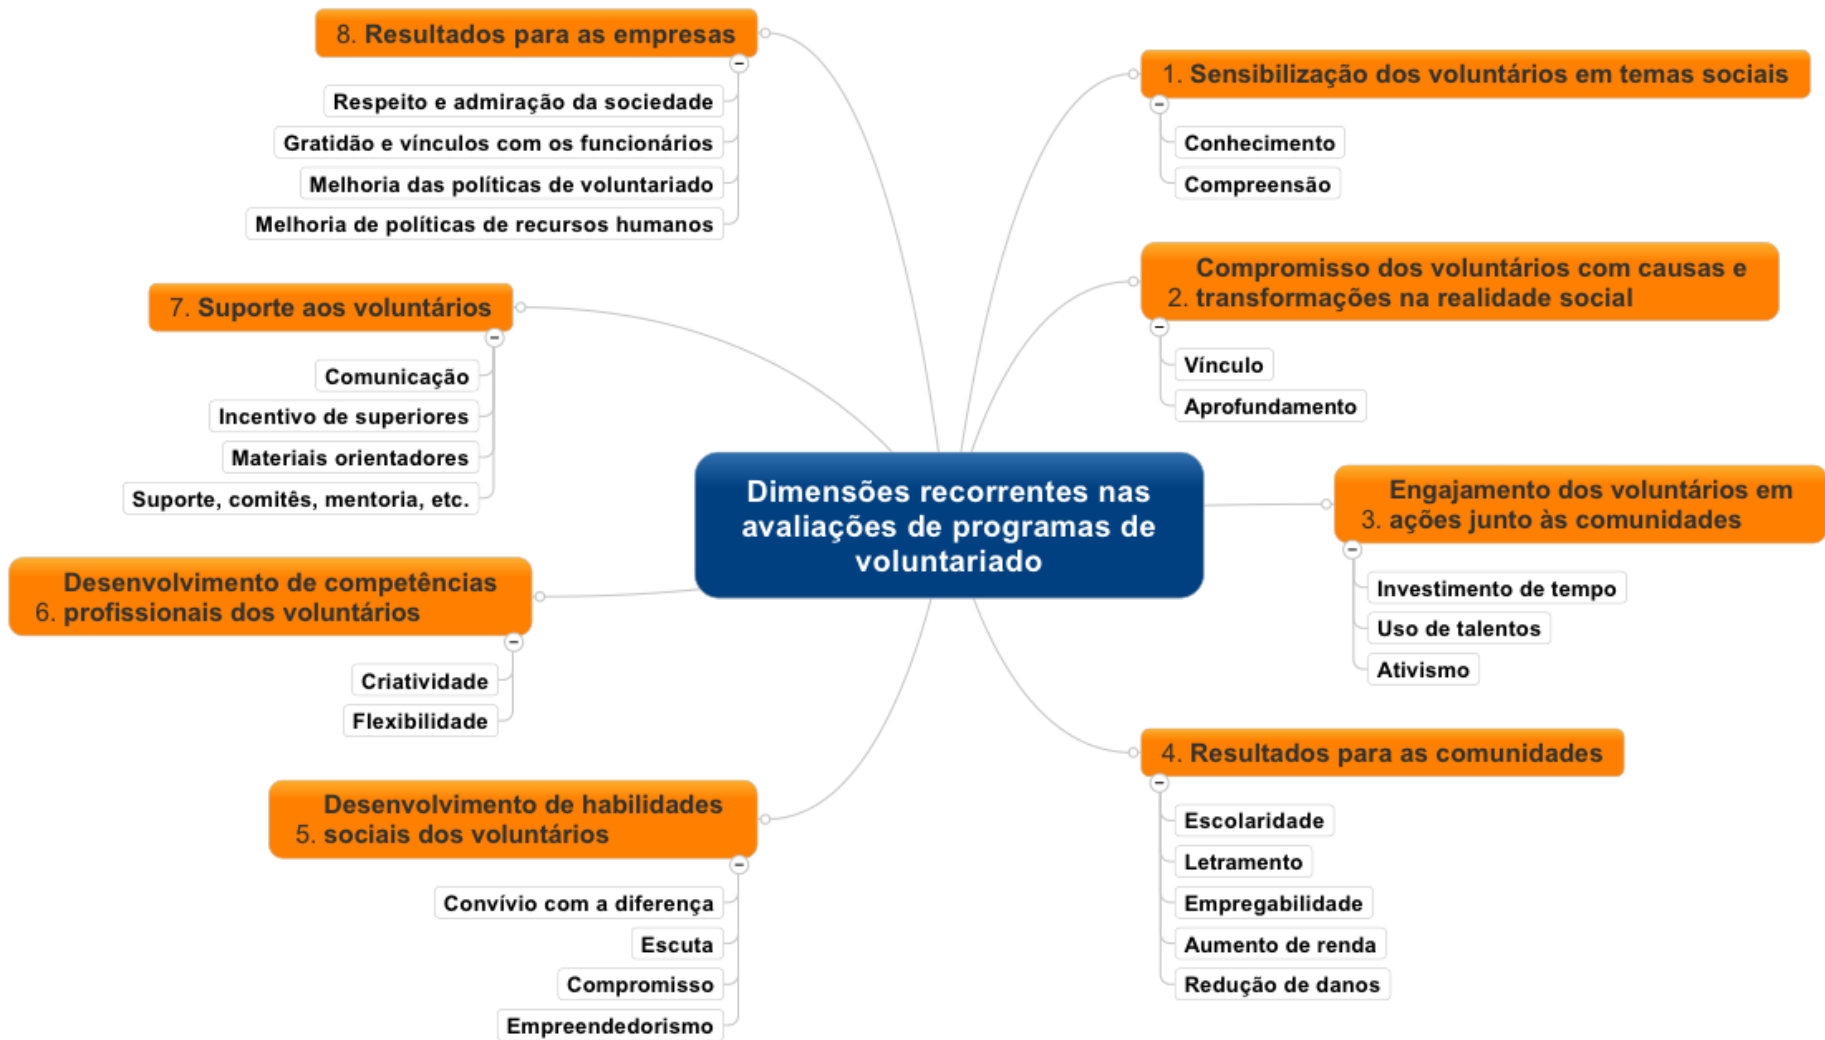 Dimensões recorrentes nas
avaliações de programas de
voluntariado
1. Sensibilização dos voluntários em temas sociais
Conhecimento
Compreensão
Compromisso dos voluntários com causas e
2. transformações na realidade social
Vínculo
Aprofundamento
Engajamento dos voluntários em
3. ações junto às comunidades
Investimento de tempo
Uso de talentos
Ativismo
4. Resultados para as comunidades
Escolaridade
Letramento
Empregabilidade
Aumento de renda
Redução de danos
Desenvolvimento de habilidades
5. sociais dos voluntários
Convívio com a diferença
Escuta
Compromisso
Empreendedorismo
Desenvolvimento de competências
6. profissionais dos voluntários
Criatividade
Flexibilidade
7. Suporte aos voluntários
Comunicação
Incentivo de superiores
Materiais orientadores
Suporte, comitês, mentoria, etc.
8. Resultados para as empresas
Respeito e admiração da sociedade
Gratidão e vínculos com os funcionários
Melhoria das políticas de voluntariado
Melhoria de políticas de recursos humanos